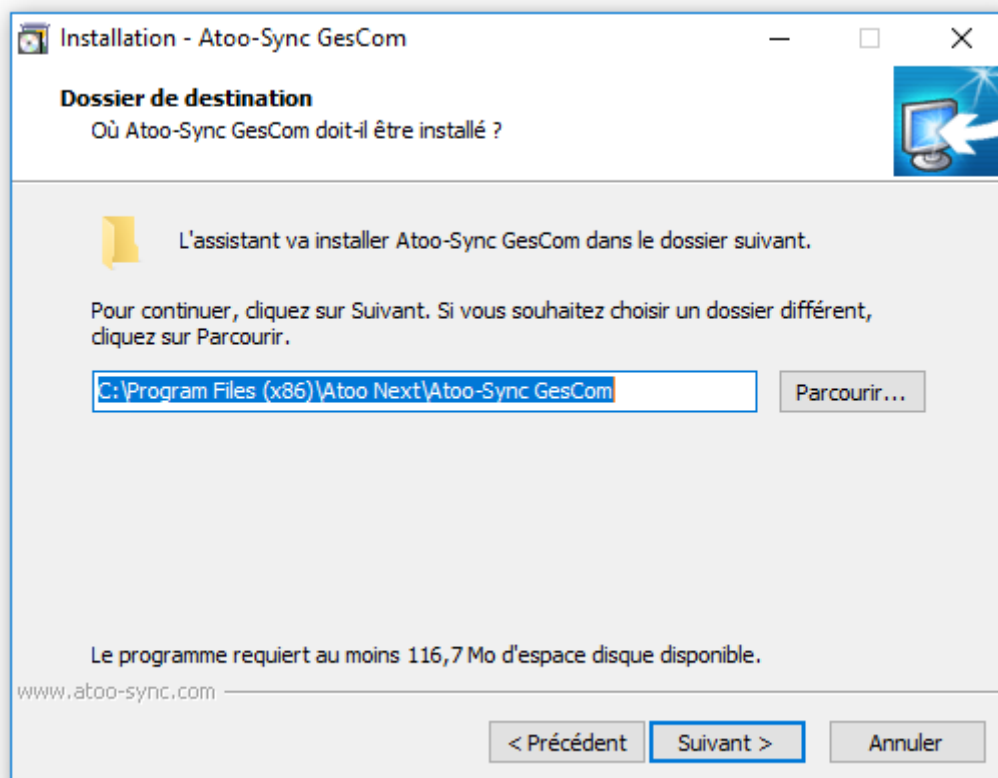 Installation - Atoo-Sync GesCom
Dossier de destination
Où Atoo-Sync GesCom doit-il être installé ?
L'assistant va installer Atoo-Sync GesCom dans le dossier suivant.
Pour continuer, cliquez sur Suivant. Si vous souhaitez choisir un dossier différent,
cliquez sur Parcourir.
C:\Program Files (x86)\Atoo Next\Atoo-Sync GesCom
Parcourir...
Le programme requiert au moins 116,7 Mo d'espace disque disponible.
www.atoo-sync.com
< Précédent
Suivant >
Annuler